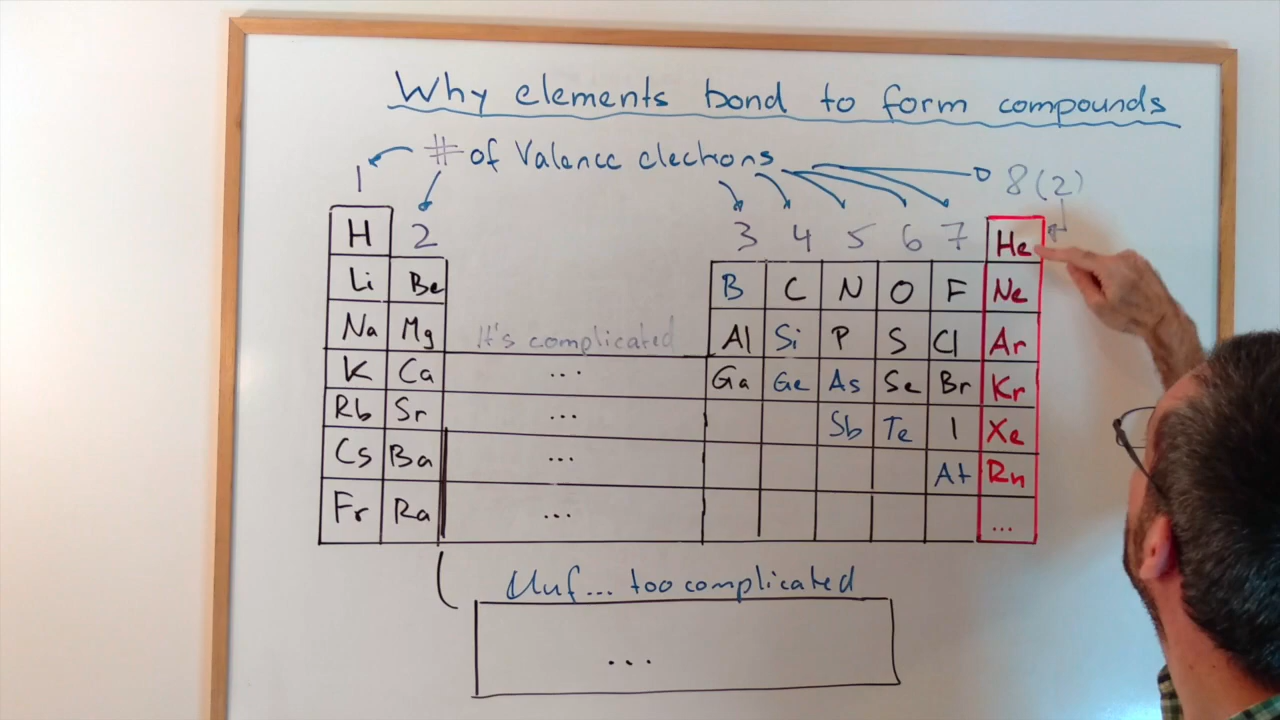 Why elements bond to form compounds
# of Valence electrons
8 (2)
1
2 3 4 5 6 7
H He
Li Be B C N O F Ne
Na Mg It's complicated Al Si P S Cl Ar
K Ca ... Ga Ge As Se Br Kr
Rb Sr ... Sb Te I Xe
Cs Ba ... At Rn
Fr Ra ... ...
Uuf... too complicated
...